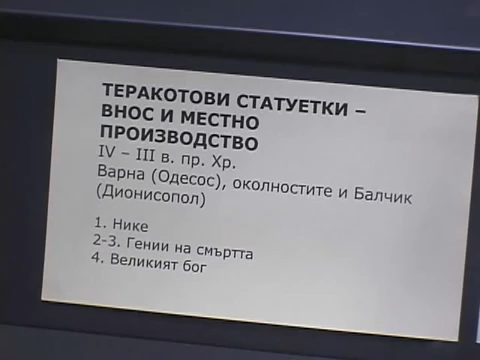 ТЕРАКОТОВИ СТАТУЕТКИ –
ВНОС И МЕСТНО
ПРОИЗВОДСТВО
IV – III в. пр. Хр.
Варна (Одесос), околностите и Балчик
(Дионисопол)
1. Нике
2-3. Гении на смъртта
4. Великият бог